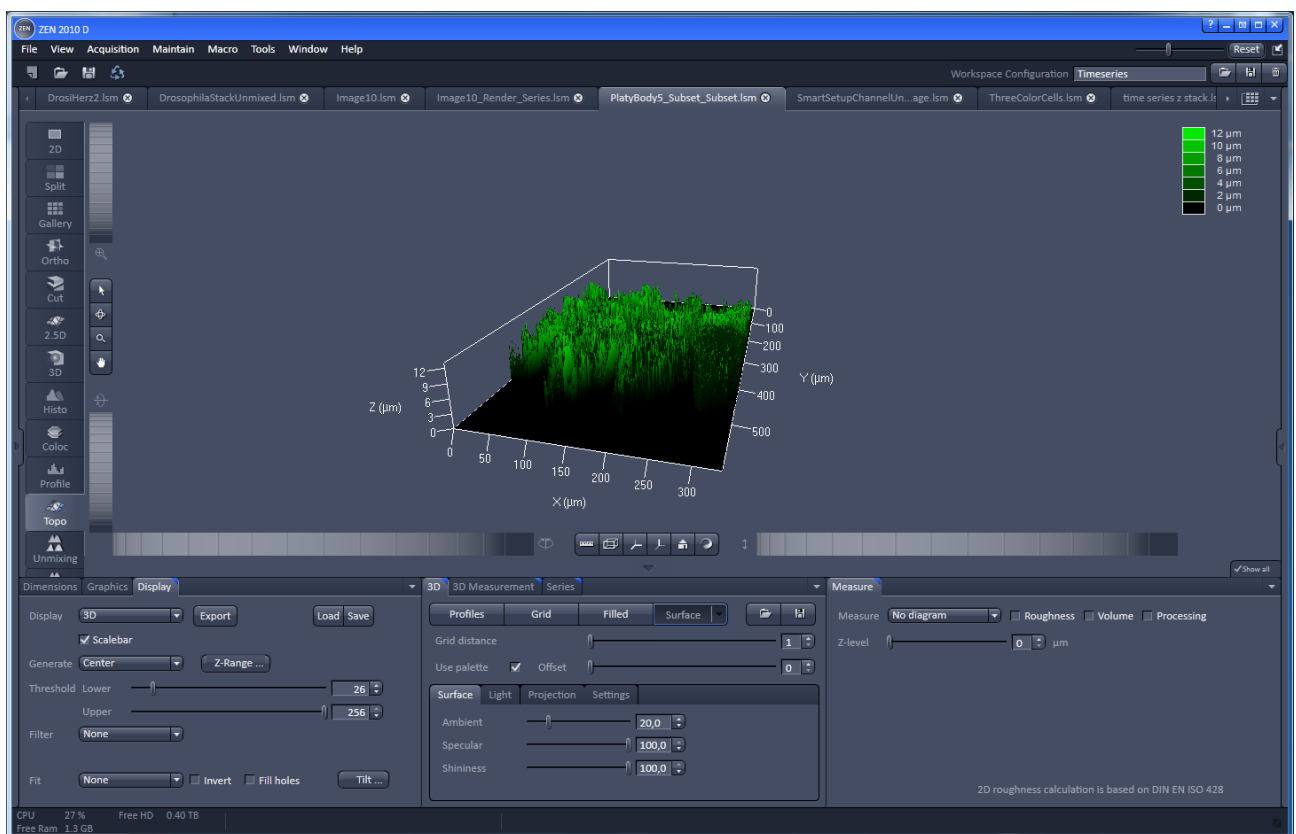 ZEN ZEN 2010 D
File View Acquisition Maintain Macro Tools Window Help
Reset
Workspace Configuration Timeseries
DrosiHerz2.lsm DrosophilaStackUnmixed.lsm Image10.lsm Image10_Render_Series.lsm PlatyBody5_Subset_Subset.lsm SmartSetupChannelUn...age.lsm ThreeColorCells.lsm time series z stack.ls
2D
Split
Gallery
Ortho
Cut
2.5D
3D
Histo
Coloc
Profile
Topo
Unmixing
12 µm
10 µm
8 µm
6 µm
4 µm
2 µm
0 µm
0
100
200
300
400
500
Y (µm)
12
9
6
3
0
Z (µm)
0 50 100 150 200 250 300
X (µm)
Show all
Dimensions Graphics Display
Display 3D Export Load Save
Scalebar
Generate Center Z-Range ...
Threshold Lower 26
Upper 256
Filter None
Fit None Invert Fill holes Tilt ...
3D 3D Measurement Series
Profiles Grid Filled Surface
Grid distance 1
Use palette Offset 0
Surface Light Projection Settings
Ambient 20,0
Specular 100,0
Shininess 100,0
Measure
Measure No diagram Roughness Volume Processing
Z-level 0 µm
2D roughness calculation is based on DIN EN ISO 428
CPU 27 % Free HD 0.40 TB
Free Ram 1.3 GB